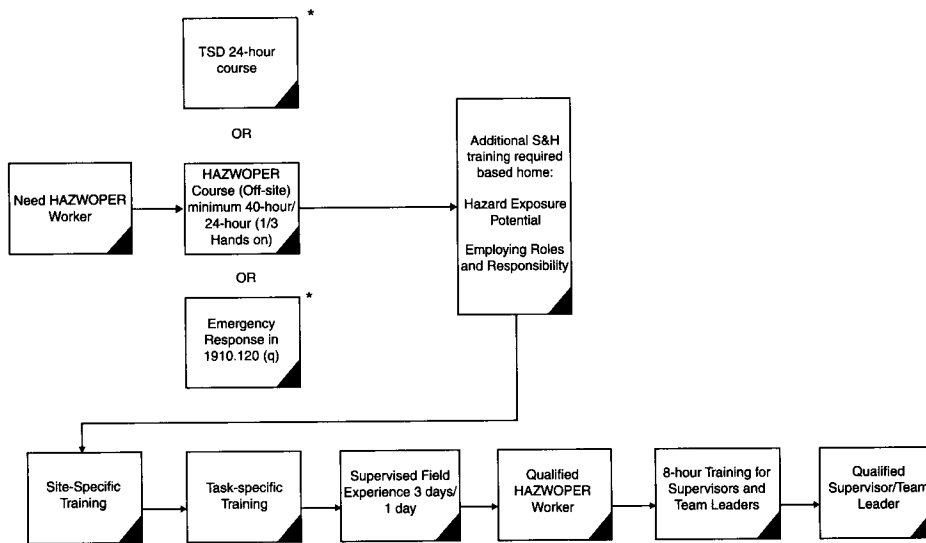 *
TSD 24-hour
course
OR
Need HAZWOPER
Worker
HAZWOPER
Course (Off-site)
minimum 40-hour/
24-hour (1/3
Hands on)
Additional S&H
training required
based home:
Hazard Exposure
Potential
Employing Roles
and Responsibility
OR
*
Emergency
Response in
1910.120 (q)
Site-Specific
Training
Task-specific
Training
Supervised Field
Experience 3 days/
1 day
Qualified
HAZWOPER
Worker
8-hour Training for
Supervisors and
Team Leaders
Qualified
Supervisor/Team
Leader